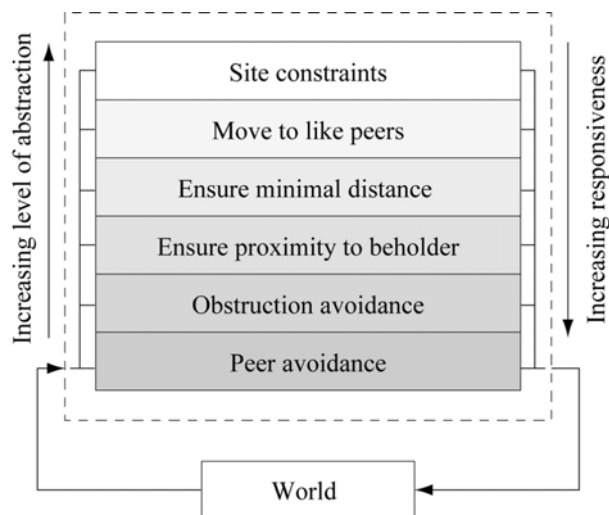 Increasing level of abstraction
Site constraints
Move to like peers
Ensure minimal distance
Ensure proximity to beholder
Obstruction avoidance
Peer avoidance
Increasing responsiveness
World